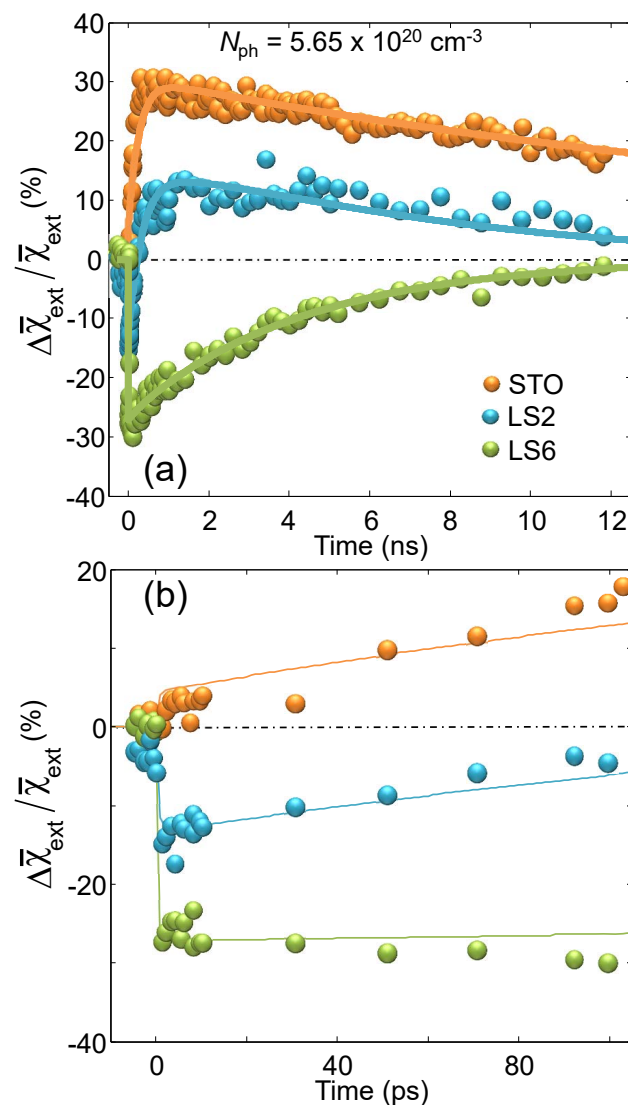 40
N_ph = 5.65 x 10^20 cm^-3
30
20
10
0
-10
-20
-30
-40
Δχ̄_ext / χ̄_ext (%)
STO
LS2
LS6
(a)
0 2 4 6 8 10 12
Time (ns)
20
(b)
0
-20
-40
Δχ̄_ext / χ̄_ext (%)
0 40 80
Time (ps)